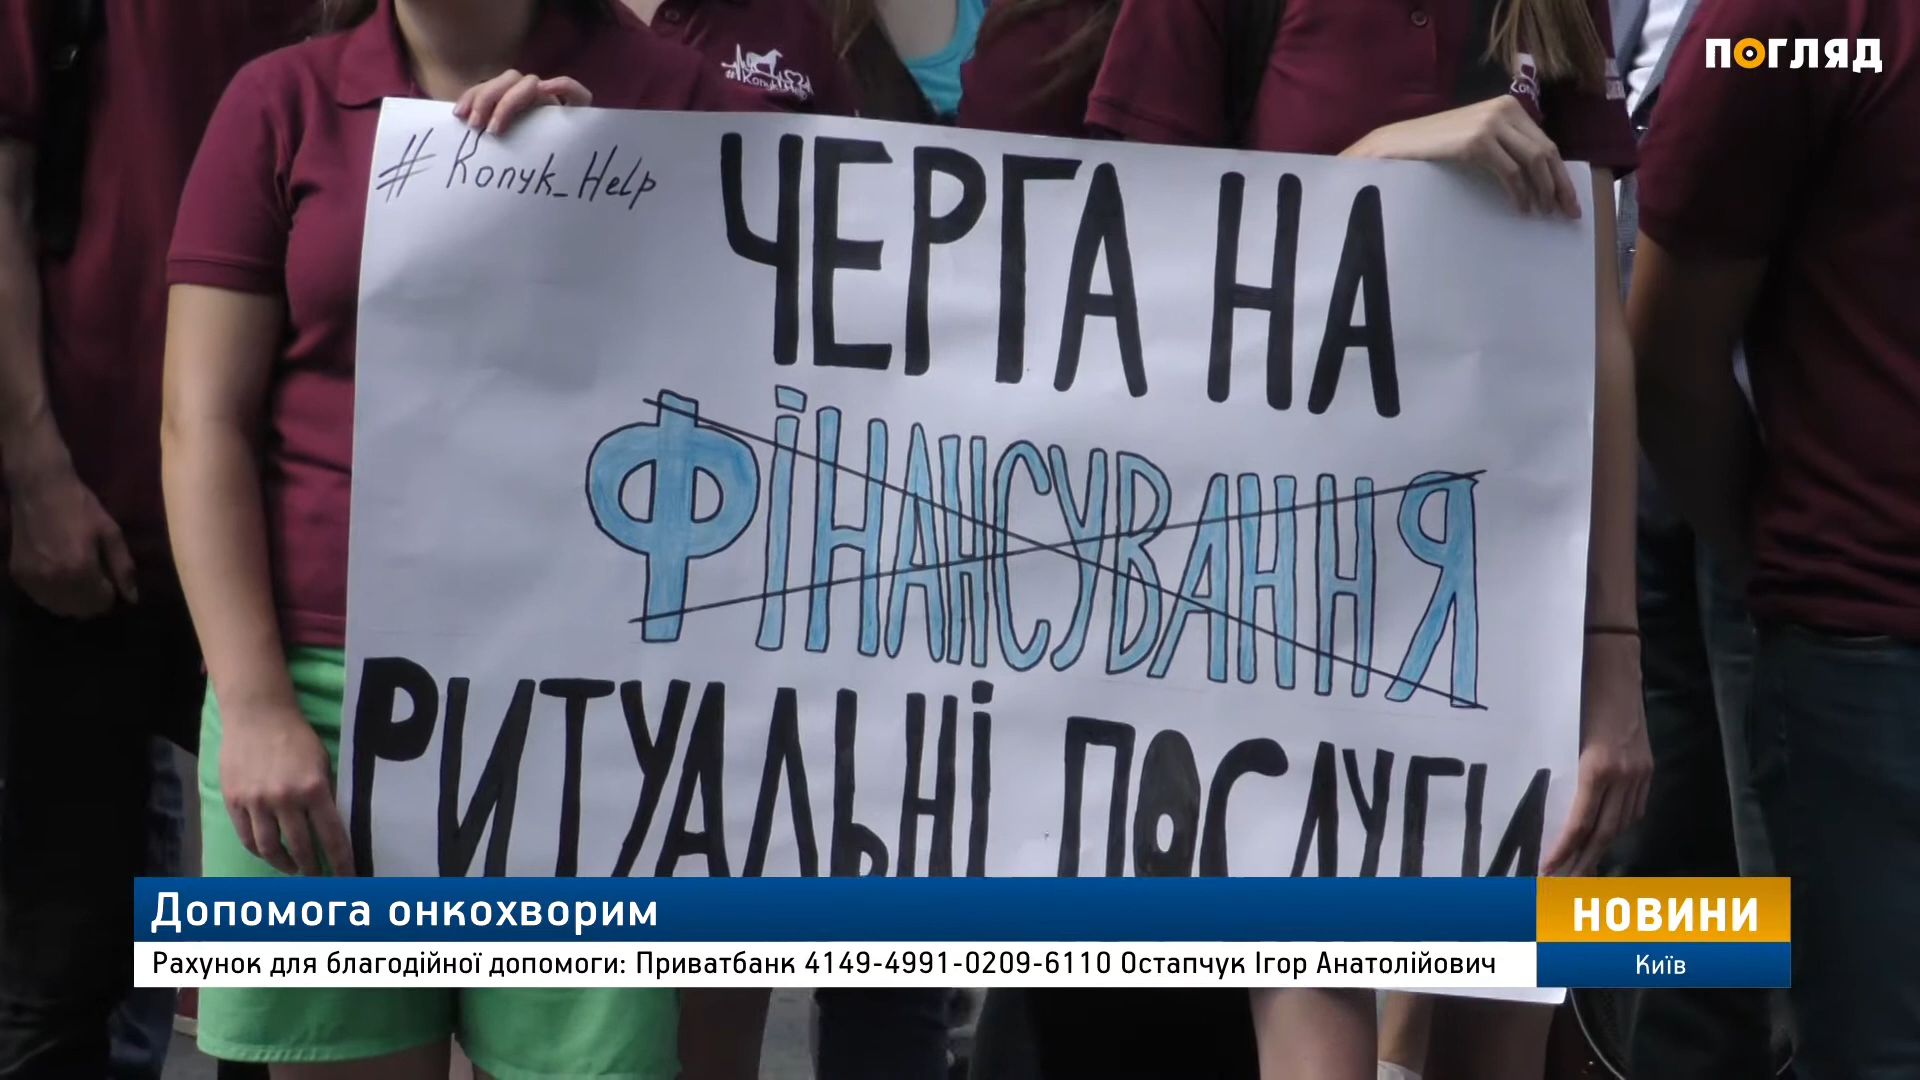 ПОГЛЯД
#KonykHelp
# Konyk_Help
ЧЕРГА НА
ФІНАНСУВАННЯ
РИТУАЛЬНІ ПОСЛУГИ
Допомога онкохворим
НОВИНИ
Рахунок для благодійної допомоги: Приватбанк 4149-4991-0209-6110 Остапчук Ігор Анатолійович
Київ